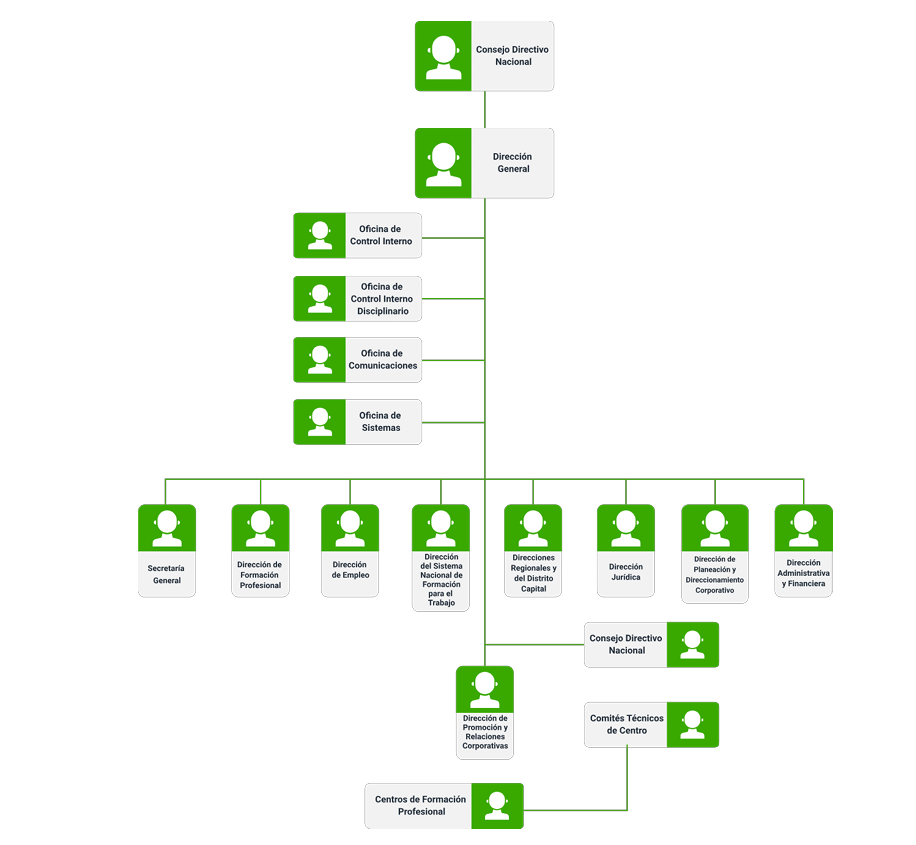 Consejo Directivo
Nacional
Dirección
General
Oficina de
Control Interno
Oficina de
Control Interno
Disciplinario
Oficina de
Comunicaciones
Oficina de
Sistemas
Secretaría
General
Dirección de
Formación
Profesional
Dirección
de Empleo
Dirección
del Sistema
Nacional de
Formación
para el
Trabajo
Direcciones
Regionales y
del Distrito
Capital
Dirección
Jurídica
Dirección de
Planeación y
Direccionamiento
Corporativo
Dirección
Administrativa
y Financiera
Consejo Directivo
Nacional
Dirección de
Promoción y
Relaciones
Corporativas
Comités Técnicos
de Centro
Centros de Formación
Profesional